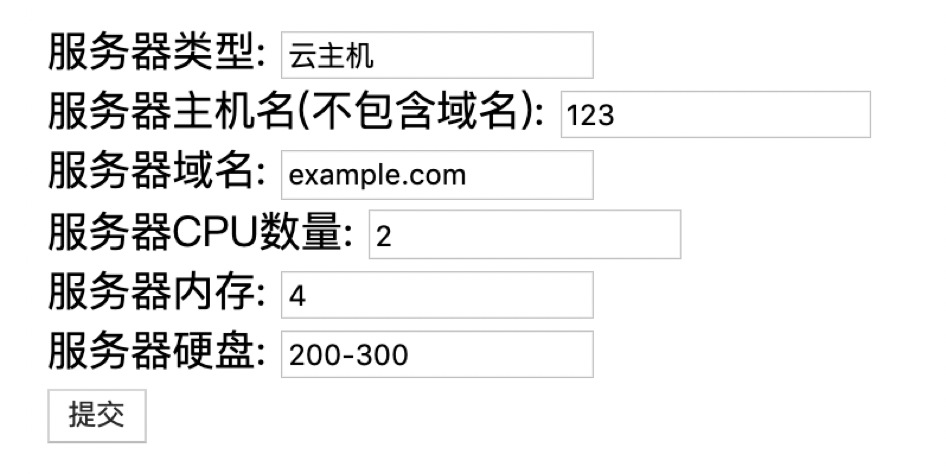 服务器类型: 云主机
服务器主机名(不包含域名): 123
服务器域名: example.com
服务器CPU数量: 2
服务器内存: 4
服务器硬盘: 200-300
提交